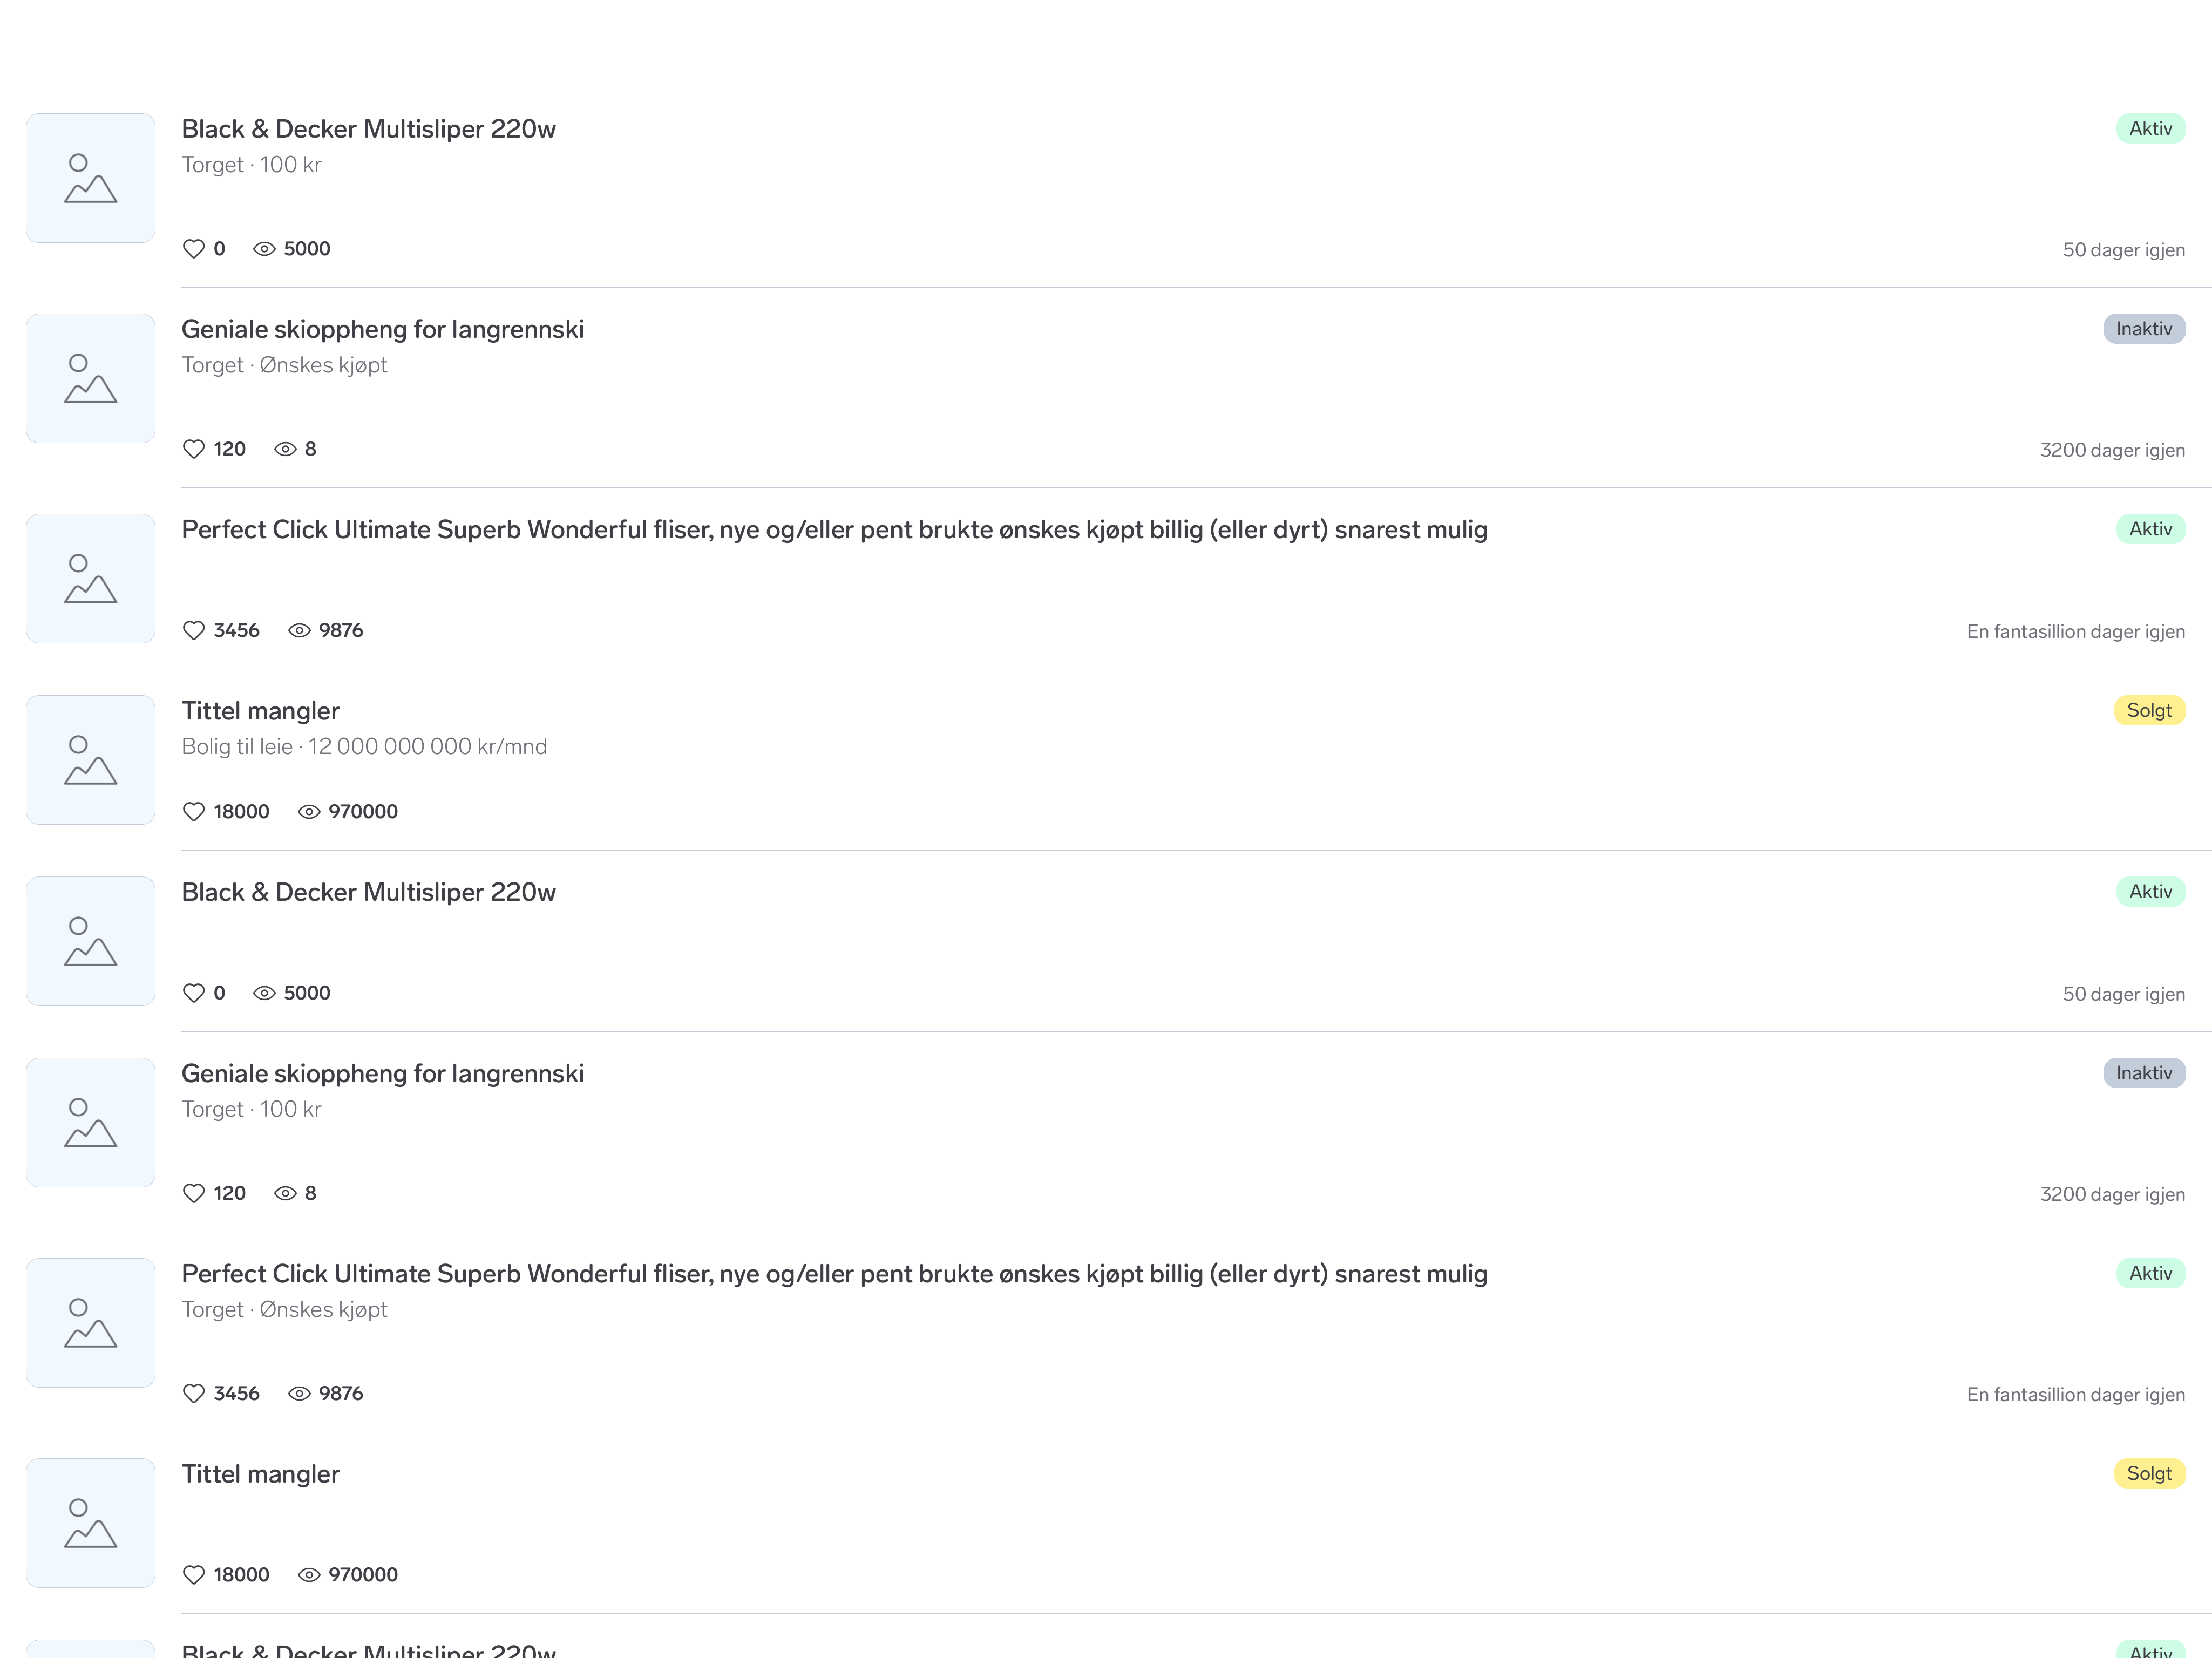 Black & Decker Multisliper 220w
Aktiv
Torget · 100 kr
0 5000
50 dager igjen
Geniale skioppheng for langrennski
Inaktiv
Torget · Ønskes kjøpt
120 8
3200 dager igjen
Perfect Click Ultimate Superb Wonderful fliser, nye og/eller pent brukte ønskes kjøpt billig (eller dyrt) snarest mulig
Aktiv
3456 9876
En fantasillion dager igjen
Tittel mangler
Solgt
Bolig til leie · 12 000 000 000 kr/mnd
18000 970000
Black & Decker Multisliper 220w
Aktiv
0 5000
50 dager igjen
Geniale skioppheng for langrennski
Inaktiv
Torget · 100 kr
120 8
3200 dager igjen
Perfect Click Ultimate Superb Wonderful fliser, nye og/eller pent brukte ønskes kjøpt billig (eller dyrt) snarest mulig
Aktiv
Torget · Ønskes kjøpt
3456 9876
En fantasillion dager igjen
Tittel mangler
Solgt
18000 970000
Black & Decker Multisliper 220w
Aktiv